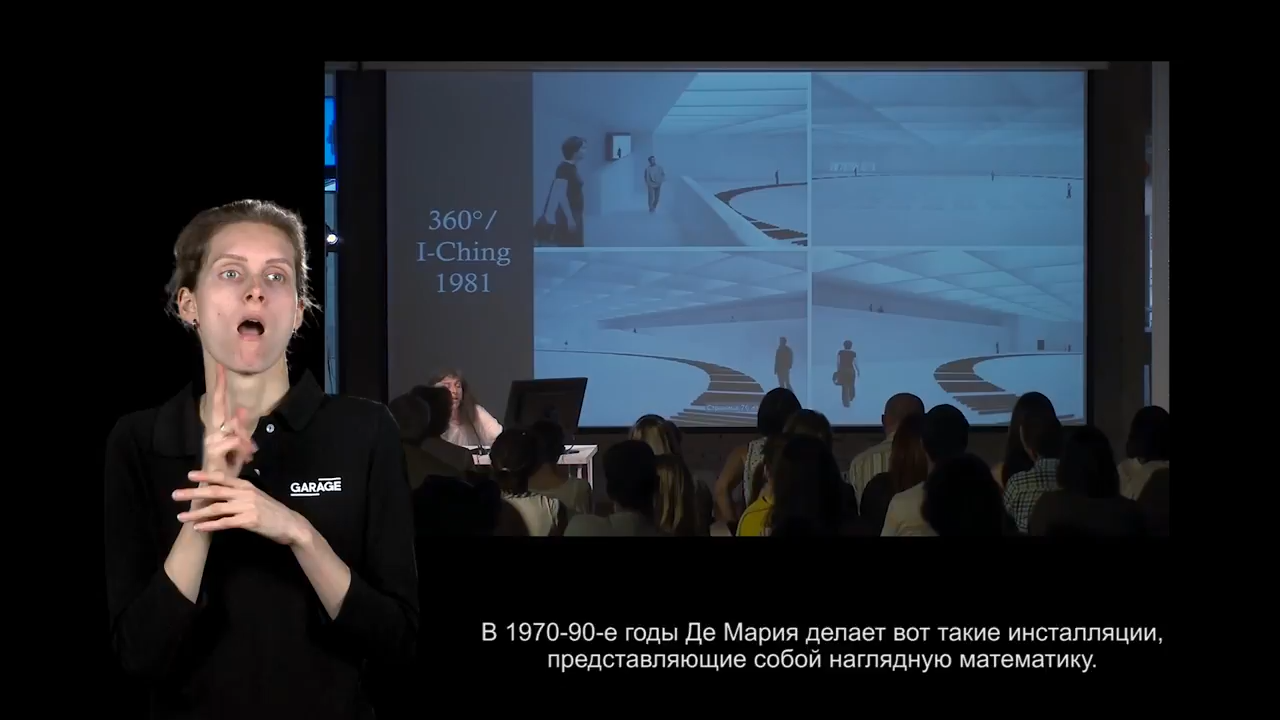 360°/
I-Ching
1981
GARAGE
В 1970-90-е годы Де Мария делает вот такие инсталляции,
представляющие собой наглядную математику.